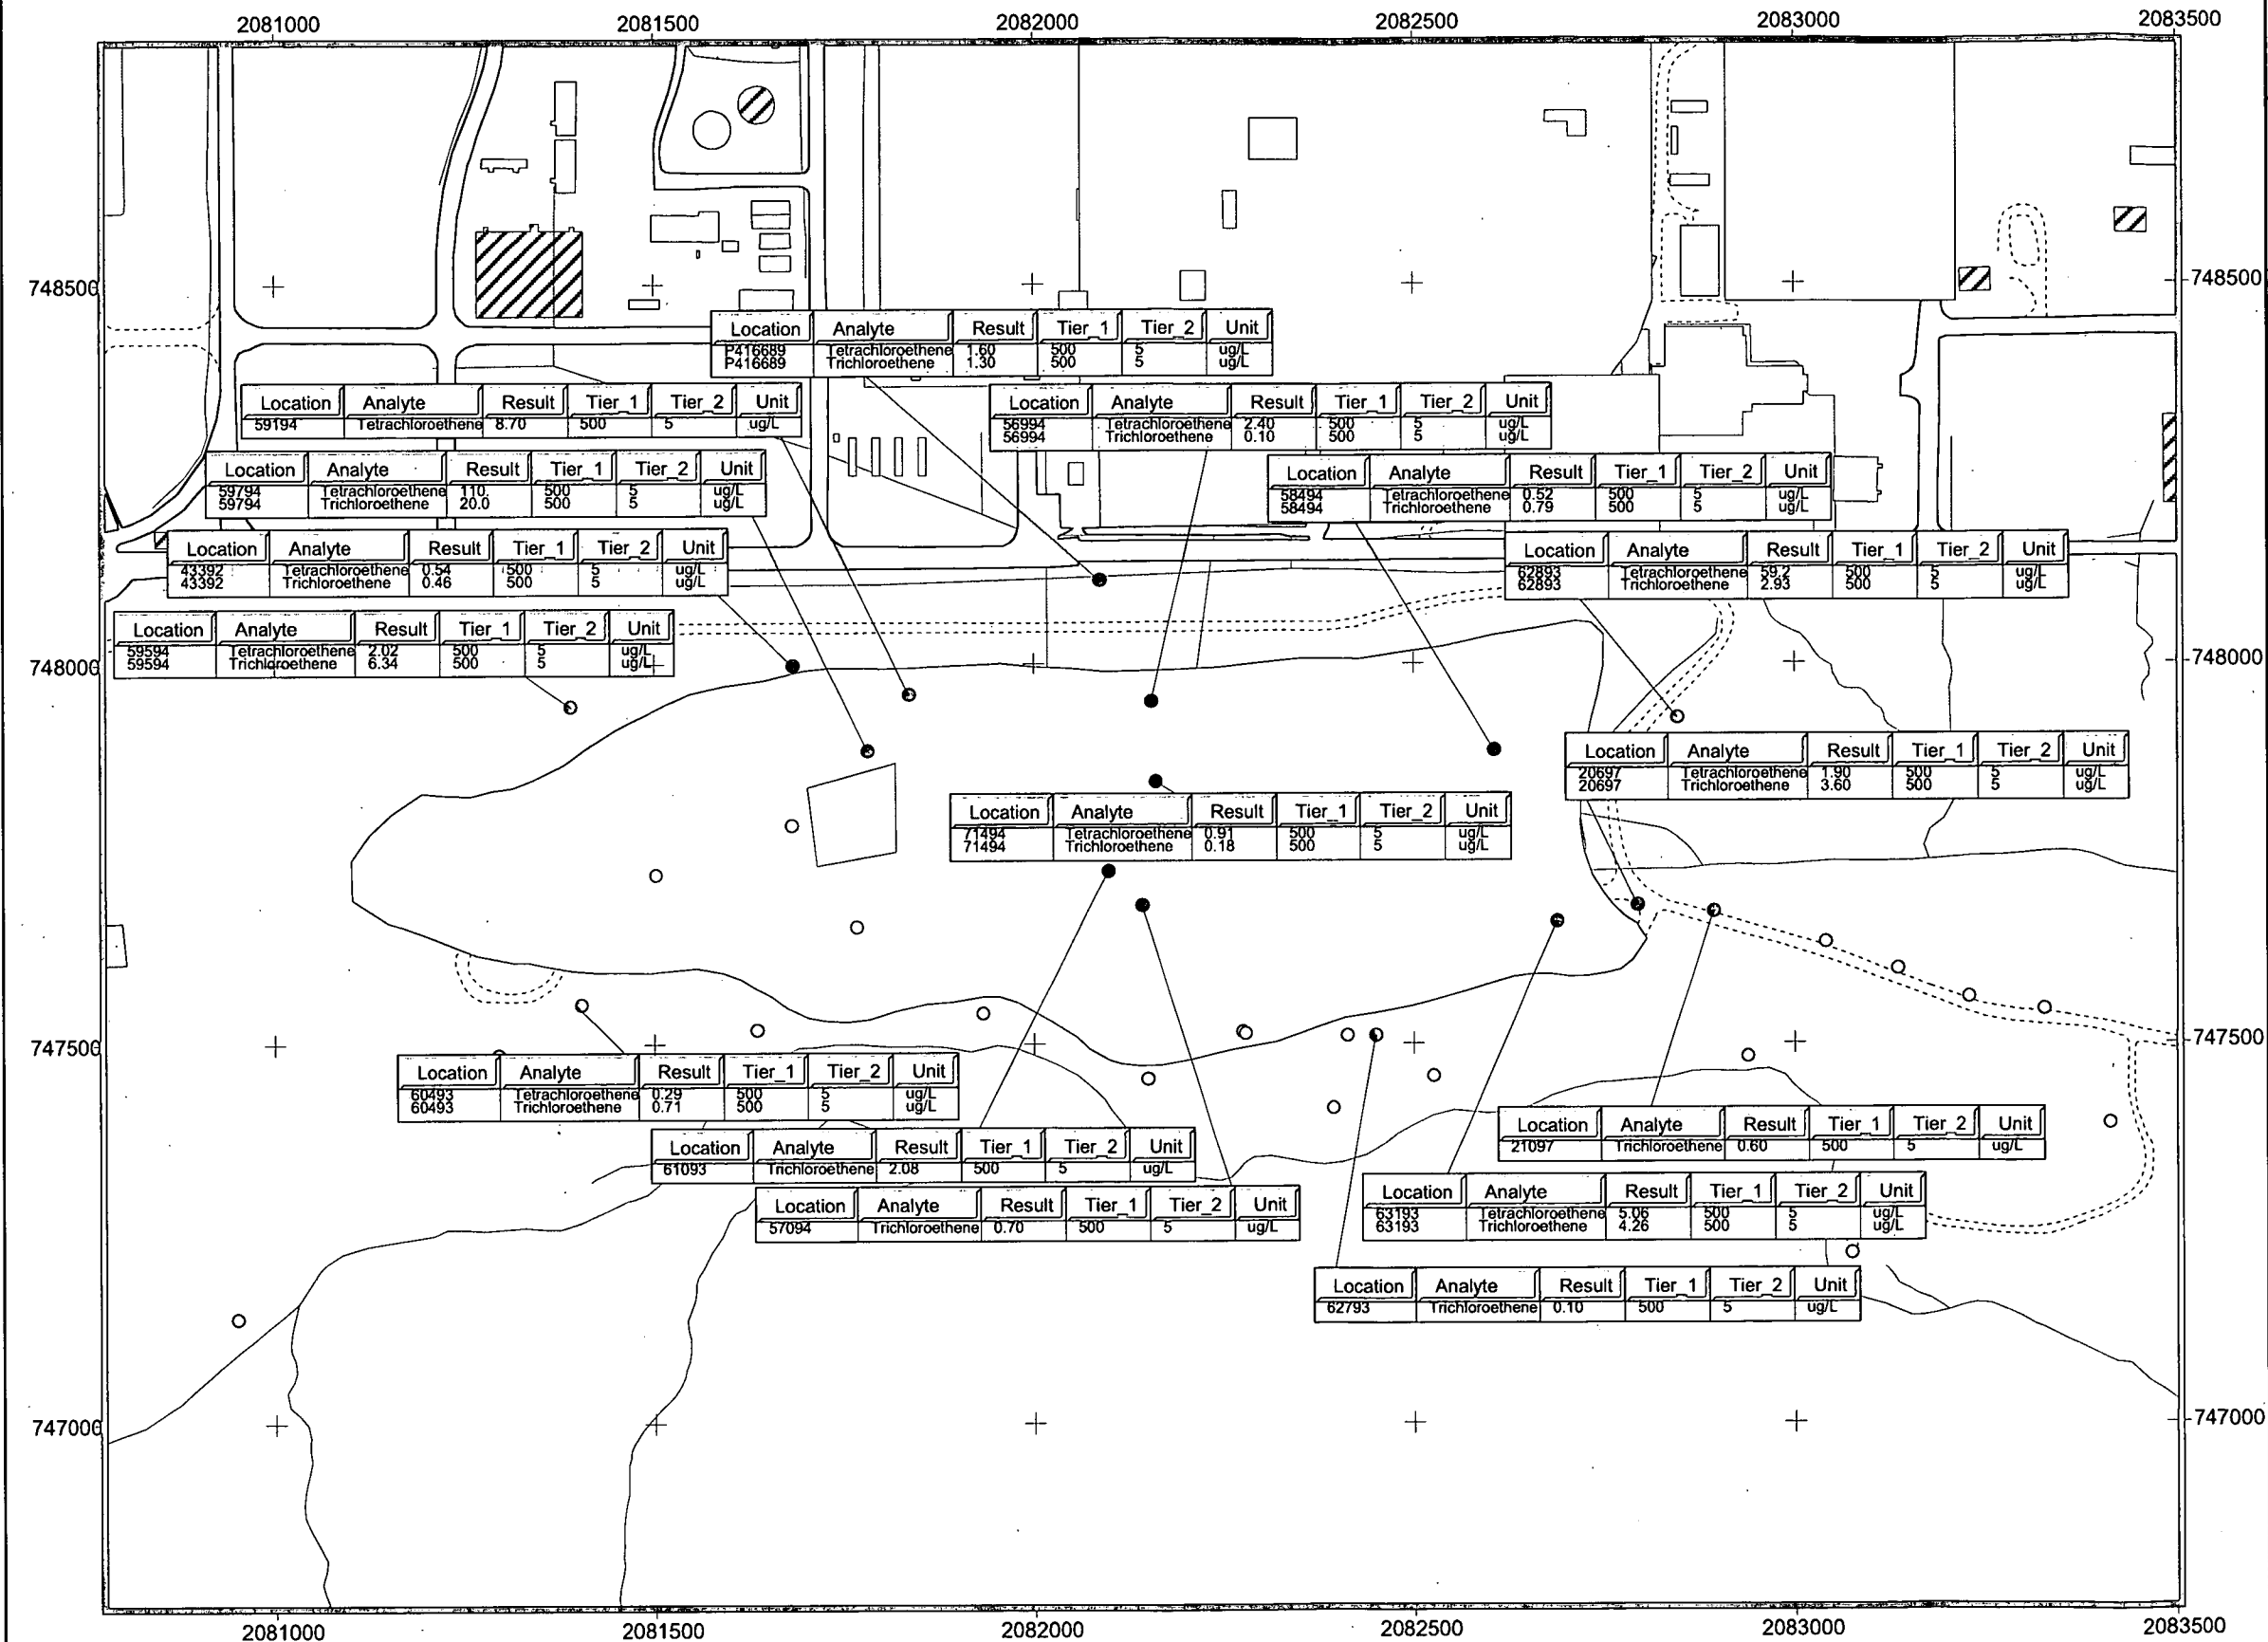 2081000 2081500 2082000 2082500 2083000 2083500
748500 748500
Location Analyte Result Tier_1 Tier_2 Unit
P416689 Tetrachloroethene 1.60 500 5 ug/L
P416689 Trichloroethene 1.30 500 5 ug/L
Location Analyte Result Tier_1 Tier_2 Unit
59194 Tetrachloroethene 8.70 500 5 ug/L
Location Analyte Result Tier_1 Tier_2 Unit
56994 Tetrachloroethene 2.40 500 5 ug/L
56994 Trichloroethene 0.10 500 5 ug/L
Location Analyte Result Tier_1 Tier_2 Unit
59794 Tetrachloroethene 110. 500 5 ug/L
59794 Trichloroethene 20.0 500 5 ug/L
Location Analyte Result Tier_1 Tier_2 Unit
58494 Tetrachloroethene 0.52 500 5 ug/L
58494 Trichloroethene 0.79 500 5 ug/L
Location Analyte Result Tier_1 Tier_2 Unit
43392 Tetrachloroethene 0.54 500 5 ug/L
43392 Trichloroethene 0.46 500 5 ug/L
Location Analyte Result Tier_1 Tier_2 Unit
62893 Tetrachloroethene 59.2 500 5 ug/L
62893 Trichloroethene 2.93 500 5 ug/L
Location Analyte Result Tier_1 Tier_2 Unit
59594 Tetrachloroethene 2.02 500 5 ug/L
59594 Trichloroethene 6.34 500 5 ug/L
748000 748000
Location Analyte Result Tier_1 Tier_2 Unit
20697 Tetrachloroethene 1.90 500 5 ug/L
20697 Trichloroethene 3.60 500 5 ug/L
Location Analyte Result Tier_1 Tier_2 Unit
71494 Tetrachloroethene 0.91 500 5 ug/L
71494 Trichloroethene 0.18 500 5 ug/L
747500 747500
Location Analyte Result Tier_1 Tier_2 Unit
60493 Tetrachloroethene 0.29 500 5 ug/L
60493 Trichloroethene 0.71 500 5 ug/L
Location Analyte Result Tier_1 Tier_2 Unit
21097 Trichloroethene 0.60 500 5 ug/L
Location Analyte Result Tier_1 Tier_2 Unit
61093 Trichloroethene 2.08 500 5 ug/L
Location Analyte Result Tier_1 Tier_2 Unit
63193 Tetrachloroethene 5.06 500 5 ug/L
63193 Trichloroethene 4.26 500 5 ug/L
Location Analyte Result Tier_1 Tier_2 Unit
57094 Trichloroethene 0.70 500 5 ug/L
Location Analyte Result Tier_1 Tier_2 Unit
62793 Trichloroethene 0.10 500 5 ug/L
747000 747000
2081000 2081500 2082000 2082500 2083000 2083500